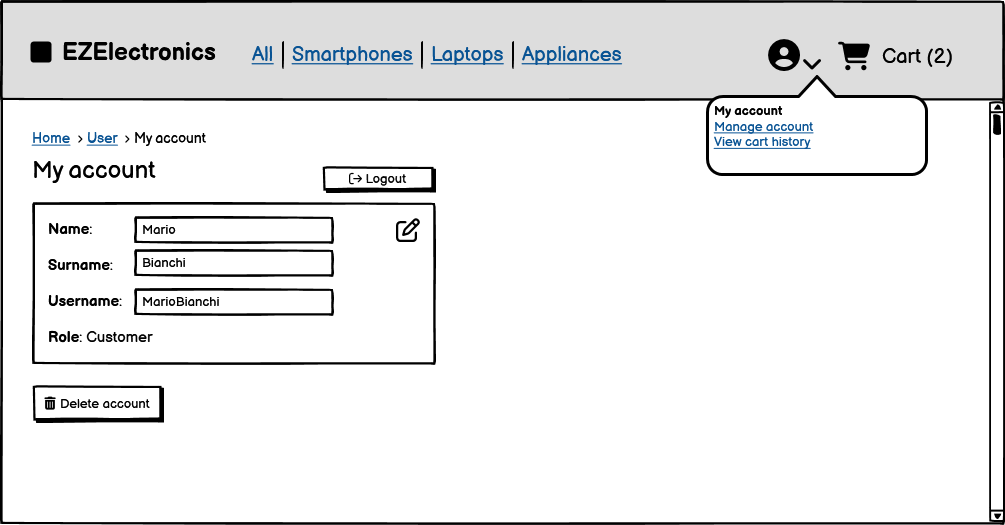 EZElectronics All Smartphones Laptops Appliances Cart (2)
My account
Manage account
View cart history
Home > User > My account
My account
Logout
Name: Mario
Surname: Bianchi
Username: MarioBianchi
Role: Customer
Delete account